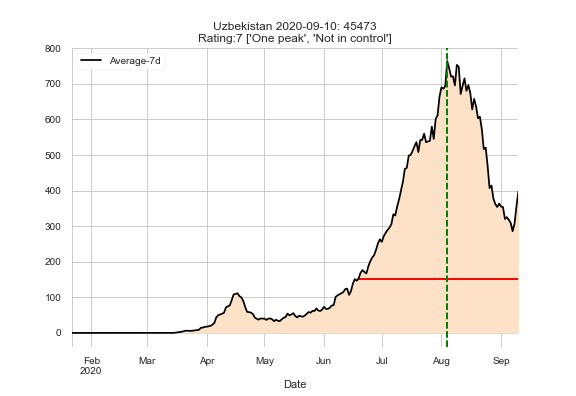 Uzbekistan 2020-09-10: 45473
Rating:7 ['One peak', 'Not in control']
Average-7d
800
700
600
500
400
300
200
100
0
Feb Mar Apr May Jun Jul Aug Sep
2020
Date